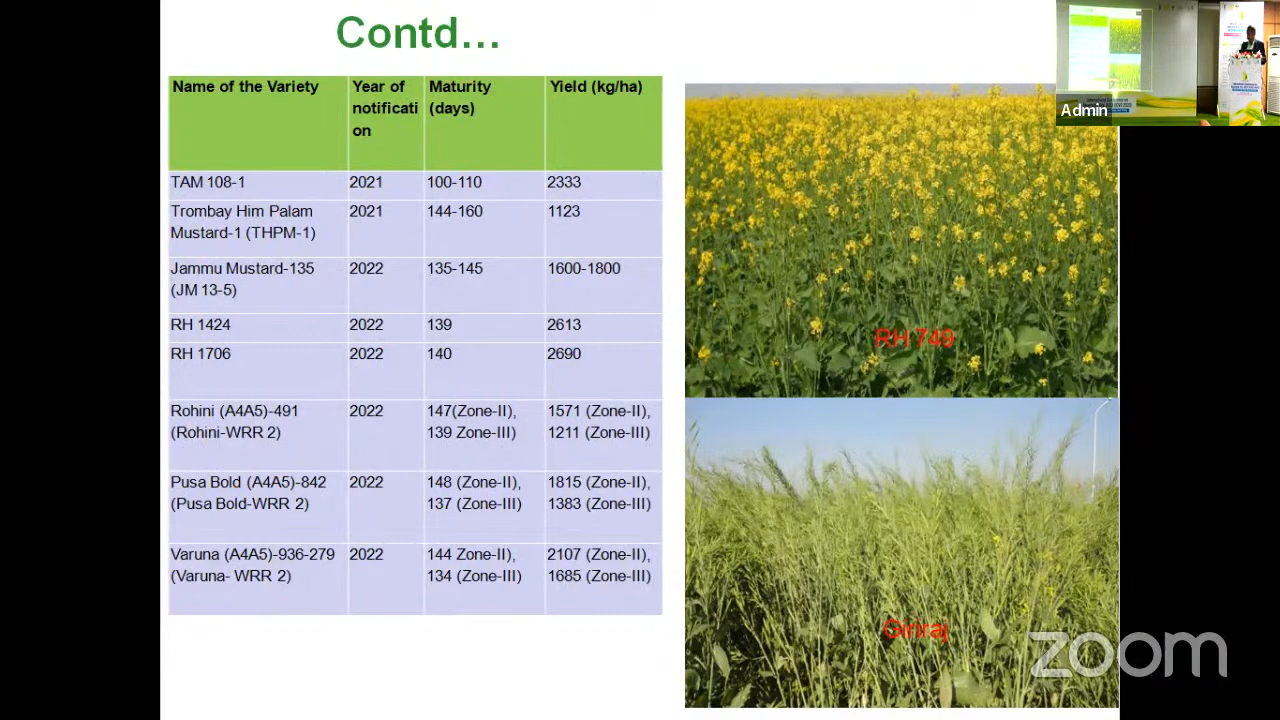 Contd...
Name of the Variety
Year of
notificati
on
Maturity
(days)
Yield (kg/ha)
TAM 108-1
2021
100-110
2333
Trombay Him Palam
Mustard-1 (THPM-1)
2021
144-160
1123
Jammu Mustard-135
(JM 13-5)
2022
135-145
1600-1800
RH 1424
2022
139
2613
RH 1706
2022
140
2690
Rohini (A4A5)-491
(Rohini-WRR 2)
2022
147(Zone-II),
139 Zone-III)
1571 (Zone-II),
1211 (Zone-III)
Pusa Bold (A4A5)-842
(Pusa Bold-WRR 2)
2022
148 (Zone-II),
137 (Zone-III)
1815 (Zone-II),
1383 (Zone-III)
Varuna (A4A5)-936-279
(Varuna- WRR 2)
2022
144 Zone-II),
134 (Zone-III)
2107 (Zone-II),
1685 (Zone-III)
RH 749
Giriraj
Admin
zoom